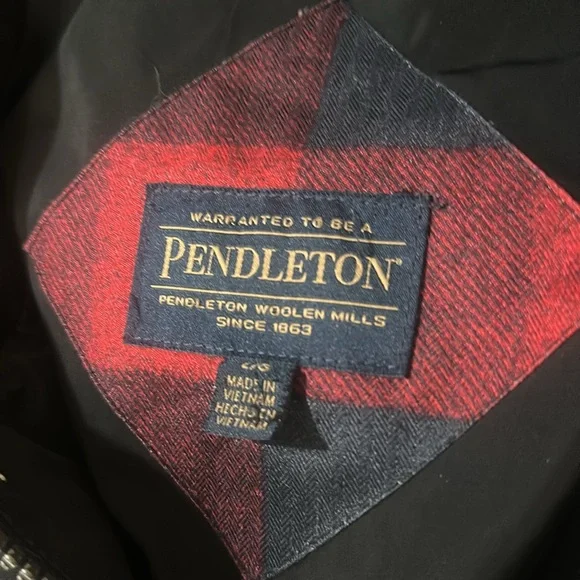 WARRANTED TO BE A
PENDLETON®
PENDLETON WOOLEN MILLS
SINCE 1863
MADE IN
VIETNAM
HECHO EN
VIETNAM